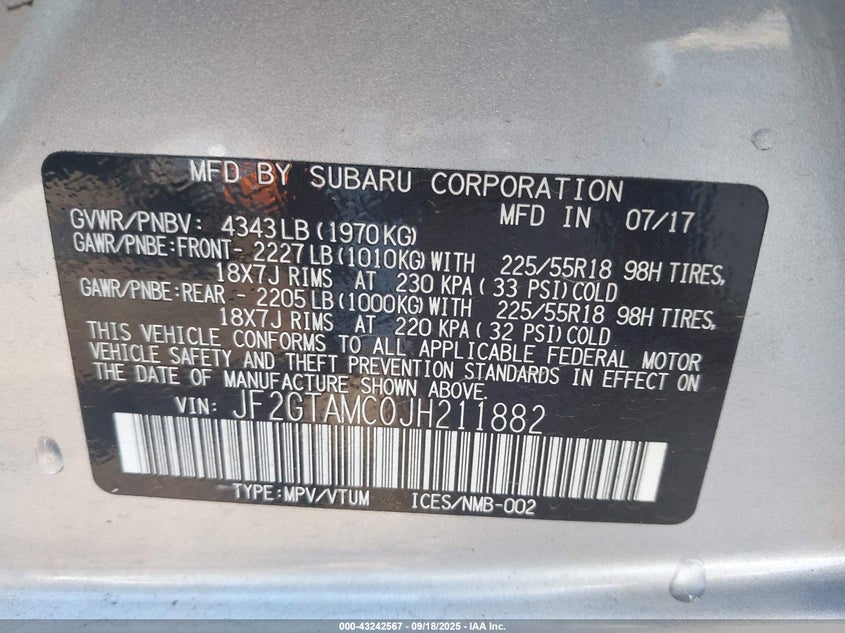 MFD BY SUBARU CORPORATION
MFD IN 07/17
GVWR/PNBV: 4343LB(1970KG)
GAWR/PNBE:FRONT- 2227LB(1010KG)WITH 225/55R18 98H TIRES,
18X7J RIMS AT 230 KPA( 33 PSI)COLD
GAWR/PNBE:REAR - 2205LB(1000KG)WITH 225/55R18 98H TIRES,
18X7J RIMS AT 220 KPA( 32 PSI)COLD
THIS VEHICLE CONFORMS TO ALL APPLICABLE FEDERAL MOTOR
VEHICLE SAFETY AND THEFT PREVENTION STANDARDS IN EFFECT ON
THE DATE OF MANUFACTURE SHOWN ABOVE.
VIN: JF2GTAMC0JH211882
TYPE:MPV/VTUM ICES/NMB-002
000-43242567 - 09/18/2025 - IAA Inc.